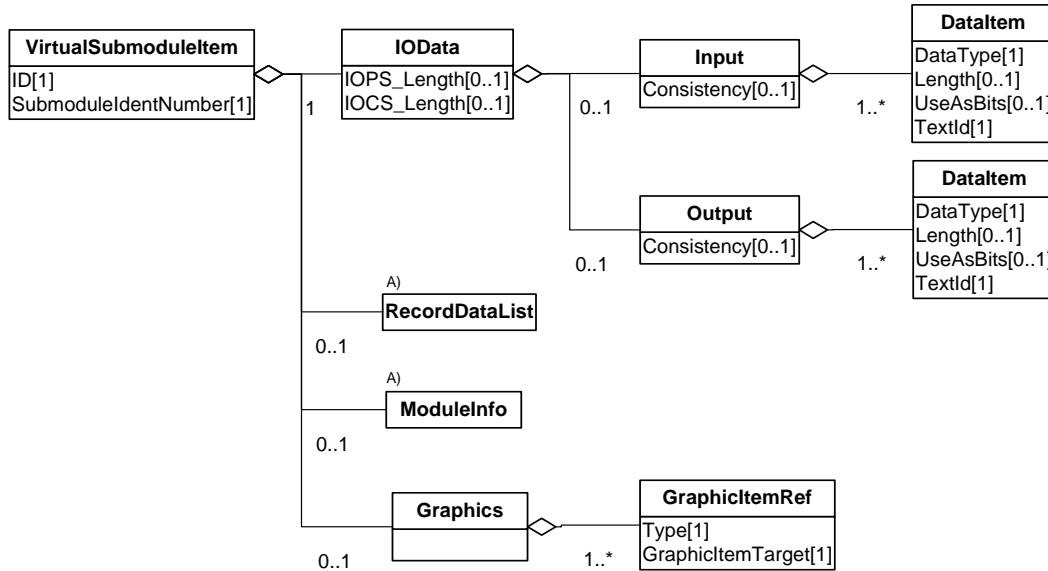 VirtualSubmoduleItem
ID[1]
SubmoduleIdentNumber[1]
1
IOData
IOPS_Length[0..1]
IOCS_Length[0..1]
0..1
Input
Consistency[0..1]
1..*
DataItem
DataType[1]
Length[0..1]
UseAsBits[0..1]
TextId[1]
0..1
Output
Consistency[0..1]
1..*
DataItem
DataType[1]
Length[0..1]
UseAsBits[0..1]
TextId[1]
A)
RecordDataList
0..1
A)
ModuleInfo
0..1
Graphics
0..1
1..*
GraphicItemRef
Type[1]
GraphicItemTarget[1]